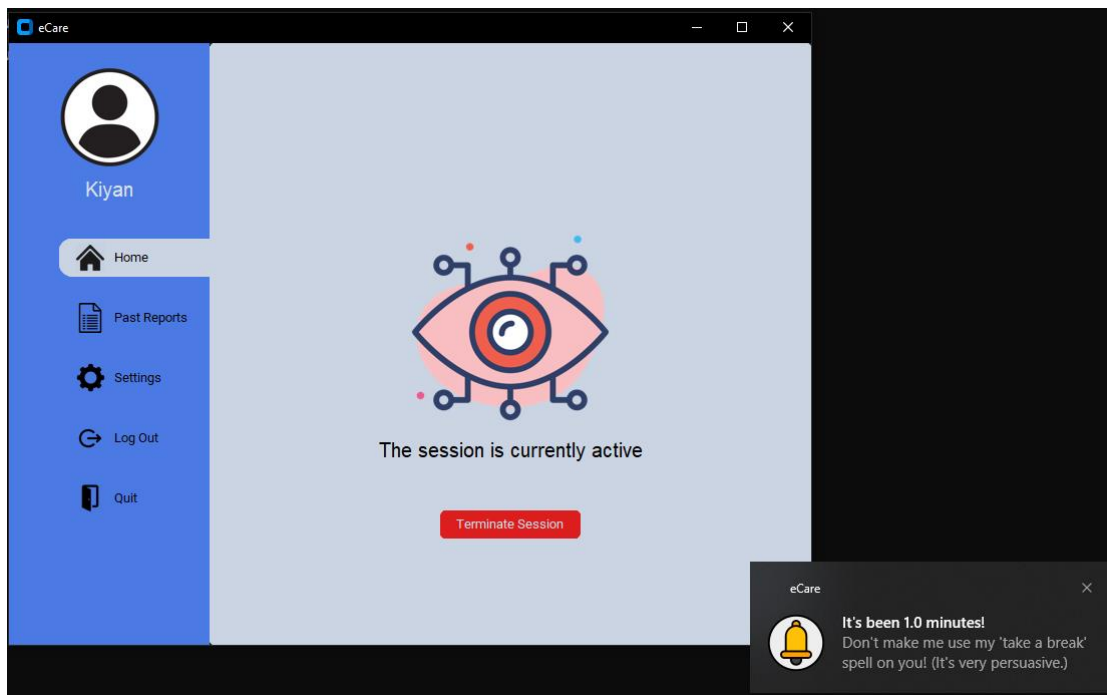 eCare
Kiyan
Home
Past Reports
Settings
Log Out
Quit
The session is currently active
Terminate Session
eCare
It's been 1.0 minutes!
Don't make me use my 'take a break'
spell on you! (It's very persuasive.)